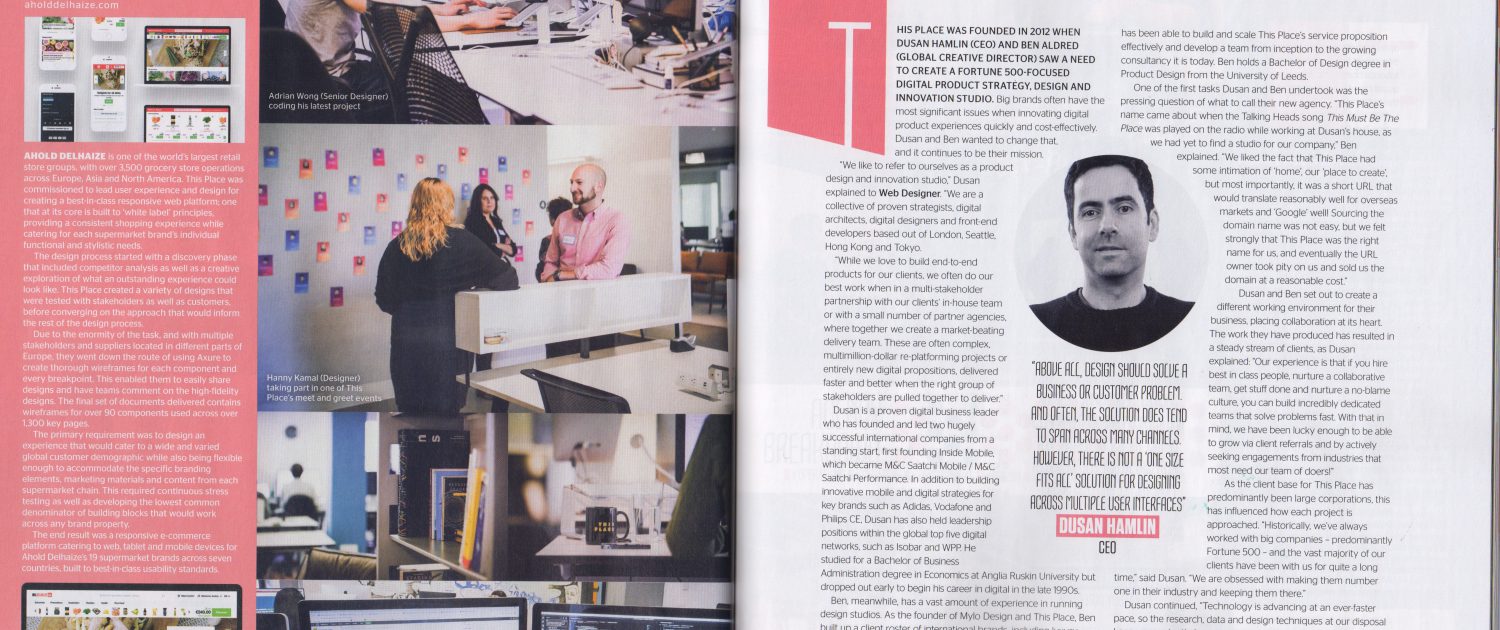 aholddelhaize.com
AHOLD DELHAIZE is one of the world's largest retail
store groups, with over 3,500 grocery store operations
across Europe, Asia and North America. This Place was
commissioned to lead user experience and design for
creating a best-in-class responsive web platform; one
that at its core is built to 'white label' principles,
providing a consistent shopping experience while
catering for each supermarket brand's individual
functional and stylistic needs.
The design process started with a discovery phase
that included competitor analysis as well as a creative
exploration of what an outstanding experience could
look like. This Place created a variety of designs that
were tested with stakeholders as well as customers,
before converging on the approach that would inform
the rest of the design process.
Due to the enormity of the task, and with multiple
stakeholders and suppliers located in different parts of
Europe, they went down the route of using Axure to
create thorough wireframes for each component and
every breakpoint. This enabled them to easily share
designs and have teams comment on the high-fidelity
designs. The final set of documents delivered contains
wireframes for over 90 components used across over
1,300 key pages.
The primary requirement was to design an
experience that would cater to a wide and varied
global customer demographic while also being flexible
enough to accommodate the specific branding
elements, marketing materials and content from each
supermarket chain. This required continuous stress
testing as well as developing the lowest common
denominator of building blocks that would work
across any brand property.
The end result was a responsive e-commerce
platform catering to web, tablet and mobile devices for
Ahold Delhaize's 19 supermarket brands across seven
countries, built to best-in-class usability standards.
Adrian Wong (Senior Designer)
coding his latest project
Hanny Kamal (Designer)
taking part in one of This
Place's meet and greet events
THIS
PLACE
T
HIS PLACE WAS FOUNDED IN 2012 WHEN
DUSAN HAMLIN (CEO) AND BEN ALDRED
(GLOBAL CREATIVE DIRECTOR) SAW A NEED
TO CREATE A FORTUNE 500-FOCUSED
DIGITAL PRODUCT STRATEGY, DESIGN AND
INNOVATION STUDIO. Big brands often have the
most significant issues when innovating digital
product experiences quickly and cost-effectively.
Dusan and Ben wanted to change that,
and it continues to be their mission.
"We like to refer to ourselves as a product
design and innovation studio," Dusan
explained to Web Designer. "We are a
collective of proven strategists, digital
architects, digital designers and front-end
developers based out of London, Seattle,
Hong Kong and Tokyo.
"While we love to build end-to-end
products for our clients, we often do our
best work when in a multi-stakeholder
partnership with our clients' in-house team
or with a small number of partner agencies,
where together we create a market-beating
delivery team. These are often complex,
multimillion-dollar re-platforming projects or
entirely new digital propositions, delivered
faster and better when the right group of
stakeholders are pulled together to deliver."
Dusan is a proven digital business leader
who has founded and led two hugely
successful international companies from a
standing start, first founding Inside Mobile,
which became M&C Saatchi Mobile / M&C
Saatchi Performance. In addition to building
innovative mobile and digital strategies for
key brands such as Adidas, Vodafone and
Philips CE, Dusan has also held leadership
positions within the global top five digital
networks, such as Isobar and WPP. He
studied for a Bachelor of Business
Administration degree in Economics at Anglia Ruskin University but
dropped out early to begin his career in digital in the late 1990s.
Ben, meanwhile, has a vast amount of experience in running
design studios. As the founder of Mylo Design and This Place, Ben
built up a client roster of international brands, including
"ABOVE ALL, DESIGN SHOULD SOLVE A
BUSINESS OR CUSTOMER PROBLEM.
AND OFTEN, THE SOLUTION DOES TEND
TO SPAN ACROSS MANY CHANNELS.
HOWEVER, THERE IS NOT A 'ONE SIZE
FITS ALL' SOLUTION FOR DESIGNING
ACROSS MULTIPLE USER INTERFACES"
DUSAN HAMLIN
CEO
has been able to build and scale This Place's service proposition
effectively and develop a team from inception to the growing
consultancy it is today. Ben holds a Bachelor of Design degree in
Product Design from the University of Leeds.
One of the first tasks Dusan and Ben undertook was the
pressing question of what to call their new agency. "This Place's
name came about when the Talking Heads song This Must Be The
Place was played on the radio while working at Dusan's house, as
we had yet to find a studio for our company," Ben
explained. "We liked the fact that This Place had
some intimation of 'home', our 'place to create',
but most importantly, it was a short URL that
would translate reasonably well for overseas
markets and 'Google' well! Sourcing the
domain name was not easy, but we felt
strongly that This Place was the right
name for us, and eventually the URL
owner took pity on us and sold us the
domain at a reasonable cost."
Dusan and Ben set out to create a
different working environment for their
business, placing collaboration at its heart.
The work they have produced has resulted in
a steady stream of clients, as Dusan
explained: "Our experience is that if you hire
best in class people, nurture a collaborative
team, get stuff done and nurture a no-blame
culture, you can build incredibly dedicated
teams that solve problems fast. With that in
mind, we have been lucky enough to be able
to grow via client referrals and by actively
seeking engagements from industries that
most need our team of doers!"
As the client base for This Place has
predominantly been large corporations, this
has influenced how each project is
approached. "Historically, we've always
worked with big companies – predominantly
Fortune 500 – and the vast majority of our
clients have been with us for quite a long
time," said Dusan. "We are obsessed with making them number
one in their industry and keeping them there."
Dusan continued, "Technology is advancing at an ever-faster
pace, so the research, data and design techniques at our disposal